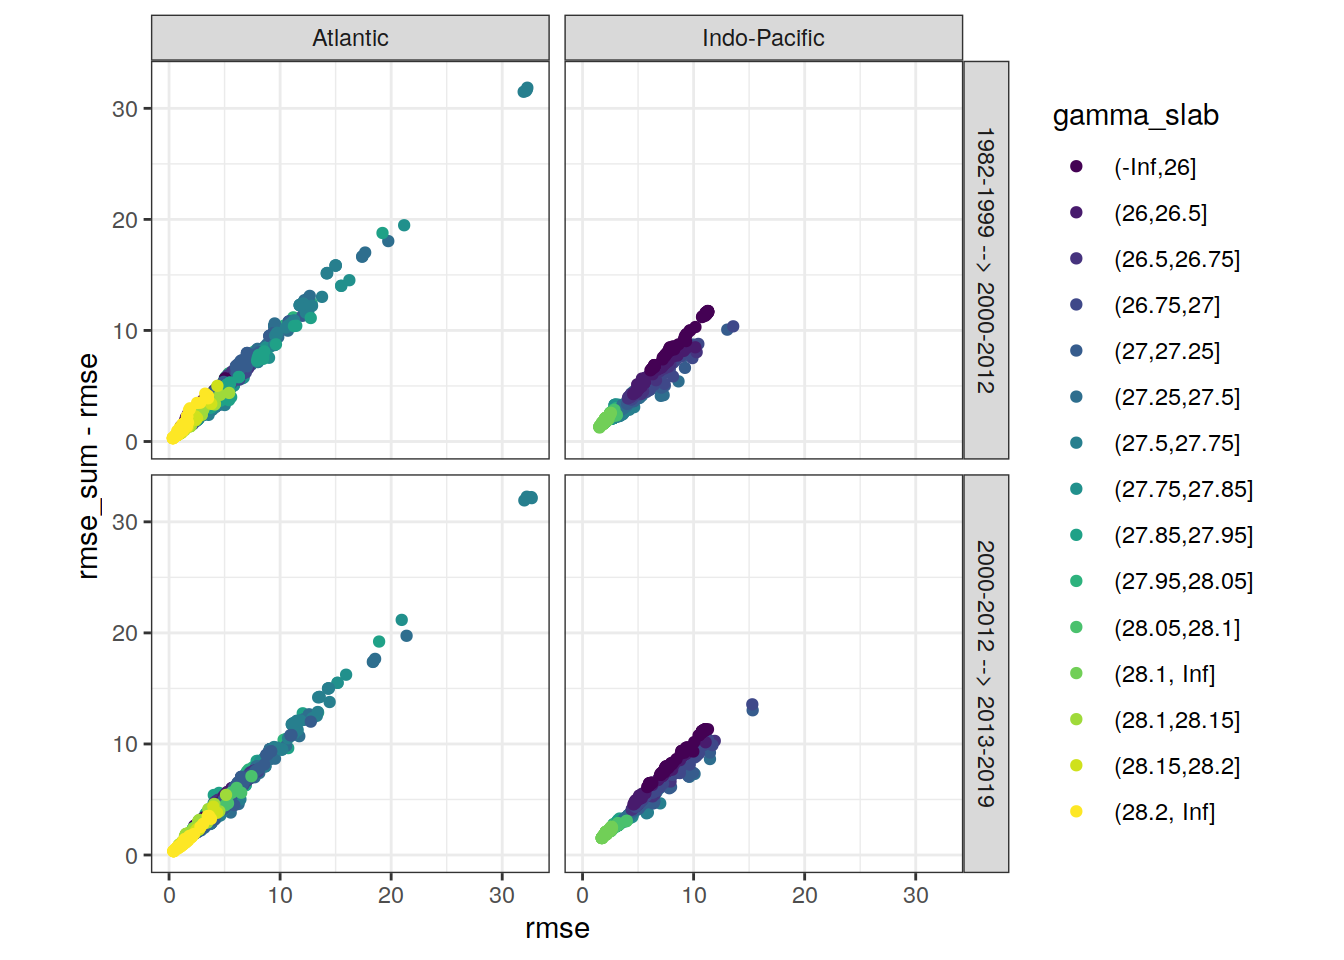 Atlantic
Indo-Pacific
30
20
10
0
1982-1999 --> 2000-2012
rmse_sum - rmse
30
20
10
0
2000-2012 --> 2013-2019
0 10 20 30
0 10 20 30
rmse
gamma_slab
(-Inf,26]
(26,26.5]
(26.5,26.75]
(26.75,27]
(27,27.25]
(27.25,27.5]
(27.5,27.75]
(27.75,27.85]
(27.85,27.95]
(27.95,28.05]
(28.05,28.1]
(28.1, Inf]
(28.1,28.15]
(28.15,28.2]
(28.2, Inf]